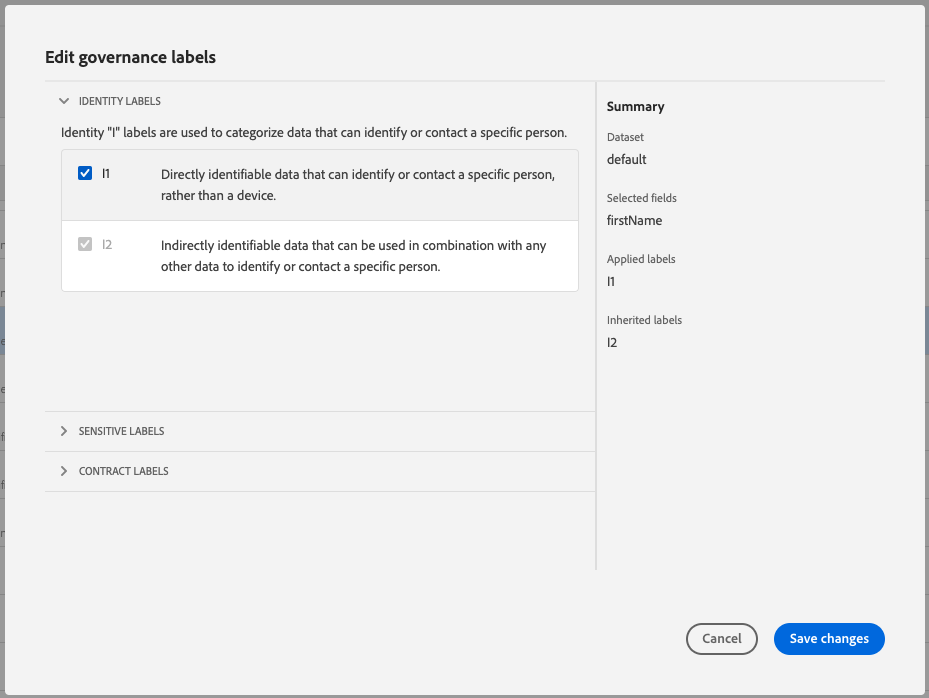 Edit governance labels
IDENTITY LABELS
Identity "I" labels are used to categorize data that can identify or contact a specific person.
I1
Directly identifiable data that can identify or contact a specific person,
rather than a device.
I2
Indirectly identifiable data that can be used in combination with any
other data to identify or contact a specific person.
SENSITIVE LABELS
CONTRACT LABELS
Summary
Dataset
default
Selected fields
firstName
Applied labels
I1
Inherited labels
I2
Cancel
Save changes